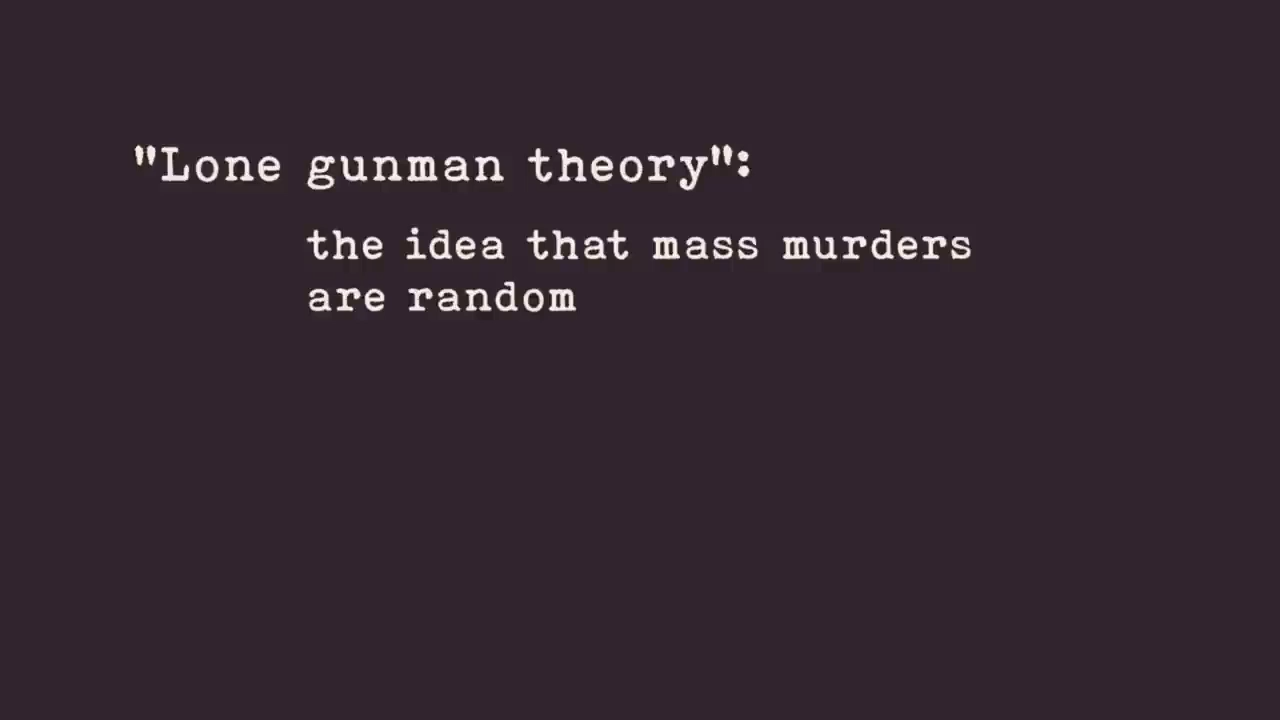 "Lone gunman theory":
the idea that mass murders
are random